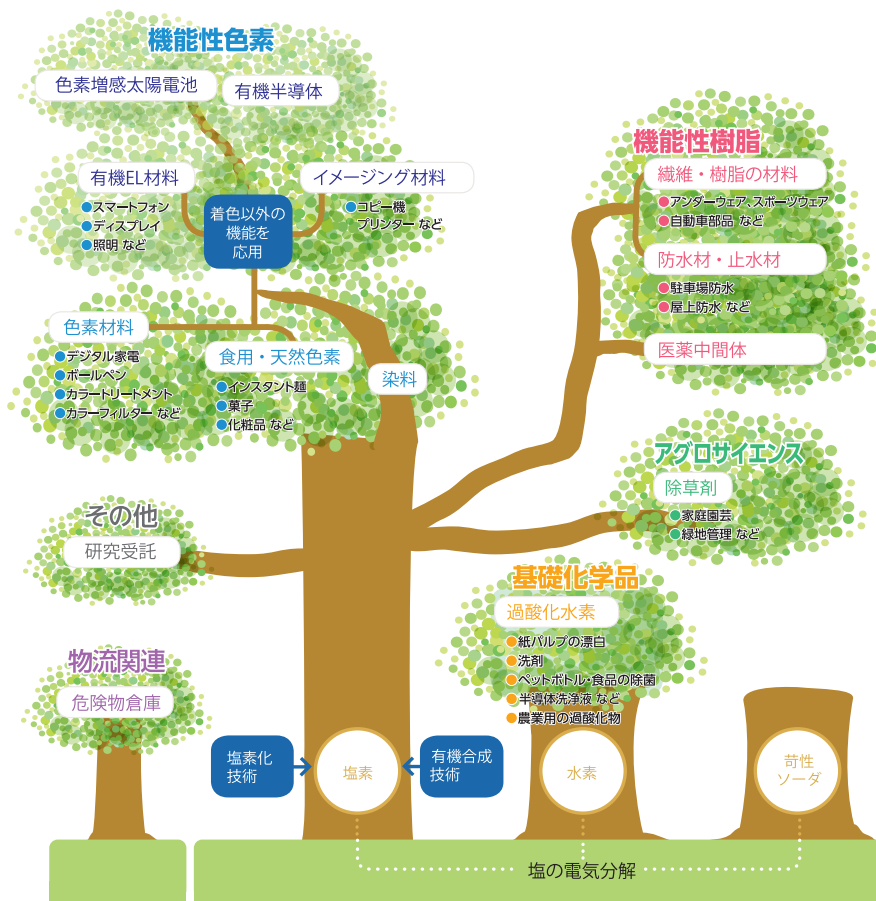 機能性色素
色素増感太陽電池
有機半導体
有機EL材料
●スマートフォン
●ディスプレイ
●照明 など
着色以外の
機能を
応用
イメージング材料
●コピー機
プリンター など
色素材料
●デジタル家電
●ボールペン
●カラートリートメント
●カラーフィルター など
食用・天然色素
●インスタント麺
●菓子
●化粧品 など
染料
機能性樹脂
繊維・樹脂の材料
●アンダーウェア、スポーツウェア
●自動車部品 など
防水材・止水材
●駐車場防水
●屋上防水 など
医薬中間体
アグロサイエンス
除草剤
●家庭園芸
●緑地管理 など
その他
研究受託
基礎化学品
過酸化水素
●紙パルプの漂白
●洗剤
●ペットボトル・食品の除菌
●半導体洗浄液 など
●農業用の過酸化物
物流関連
危険物倉庫
塩素化
技術
塩素
有機合成
技術
水素
苛性
ソーダ
塩の電気分解